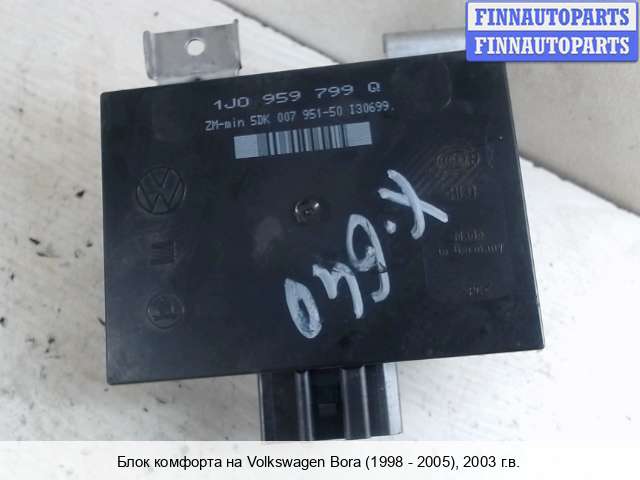 FINNAUTOPARTS
FINNAUTOPARTS
1J0 959 799 Q
ZM-min 5DK 007 951-50 I30699.
Made
in Germany
Блок комфорта на Volkswagen Bora (1998 - 2005), 2003 г.в.